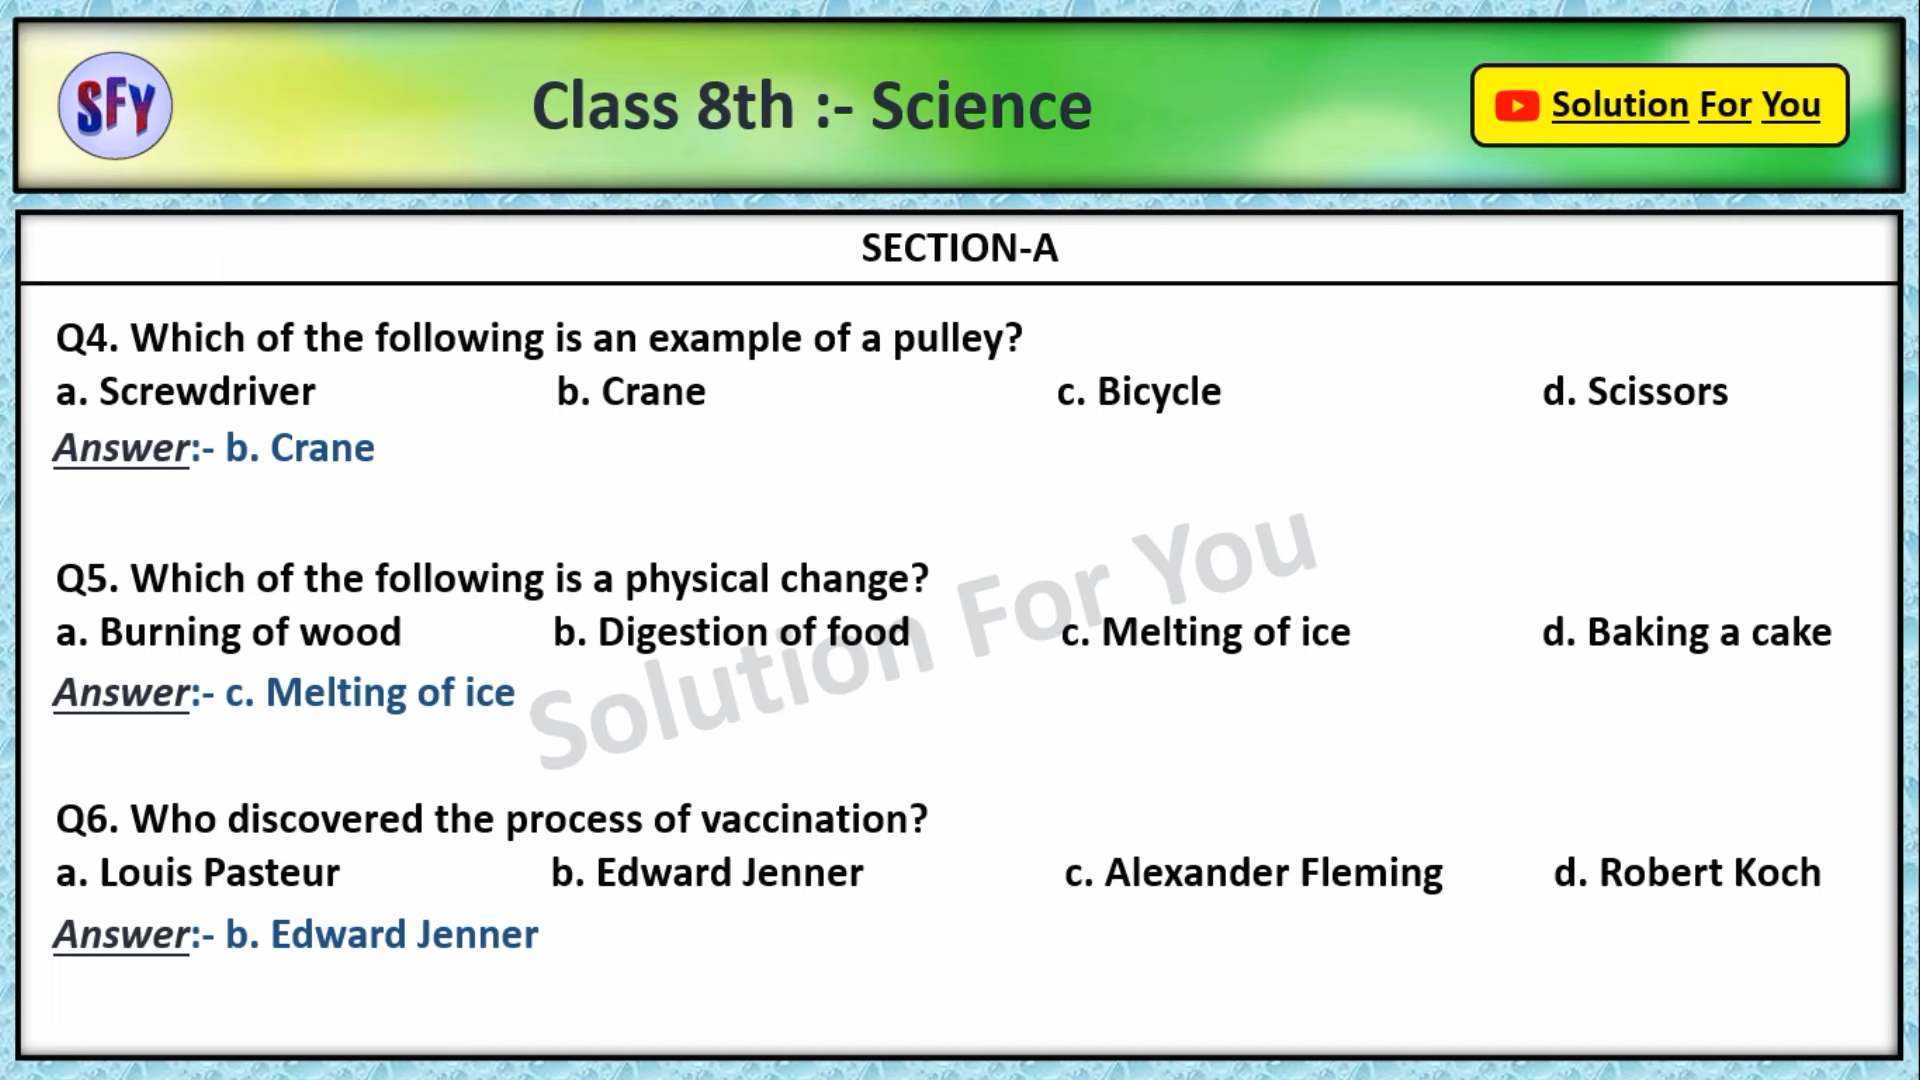 SFY
Class 8th :- Science
Solution For You
SECTION-A
Q4. Which of the following is an example of a pulley?
a. Screwdriver b. Crane c. Bicycle d. Scissors
Answer:- b. Crane
Q5. Which of the following is a physical change?
a. Burning of wood b. Digestion of food c. Melting of ice d. Baking a cake
Answer:- c. Melting of ice
Solution For You
Q6. Who discovered the process of vaccination?
a. Louis Pasteur b. Edward Jenner c. Alexander Fleming d. Robert Koch
Answer:- b. Edward Jenner